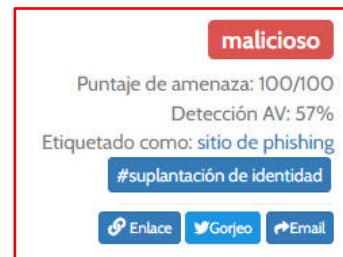 malicioso
Puntaje de amenaza: 100/100
Detección AV: 57%
Etiquetado como: sitio de phishing
#suplantación de identidad
Enlace Gorjeo Email